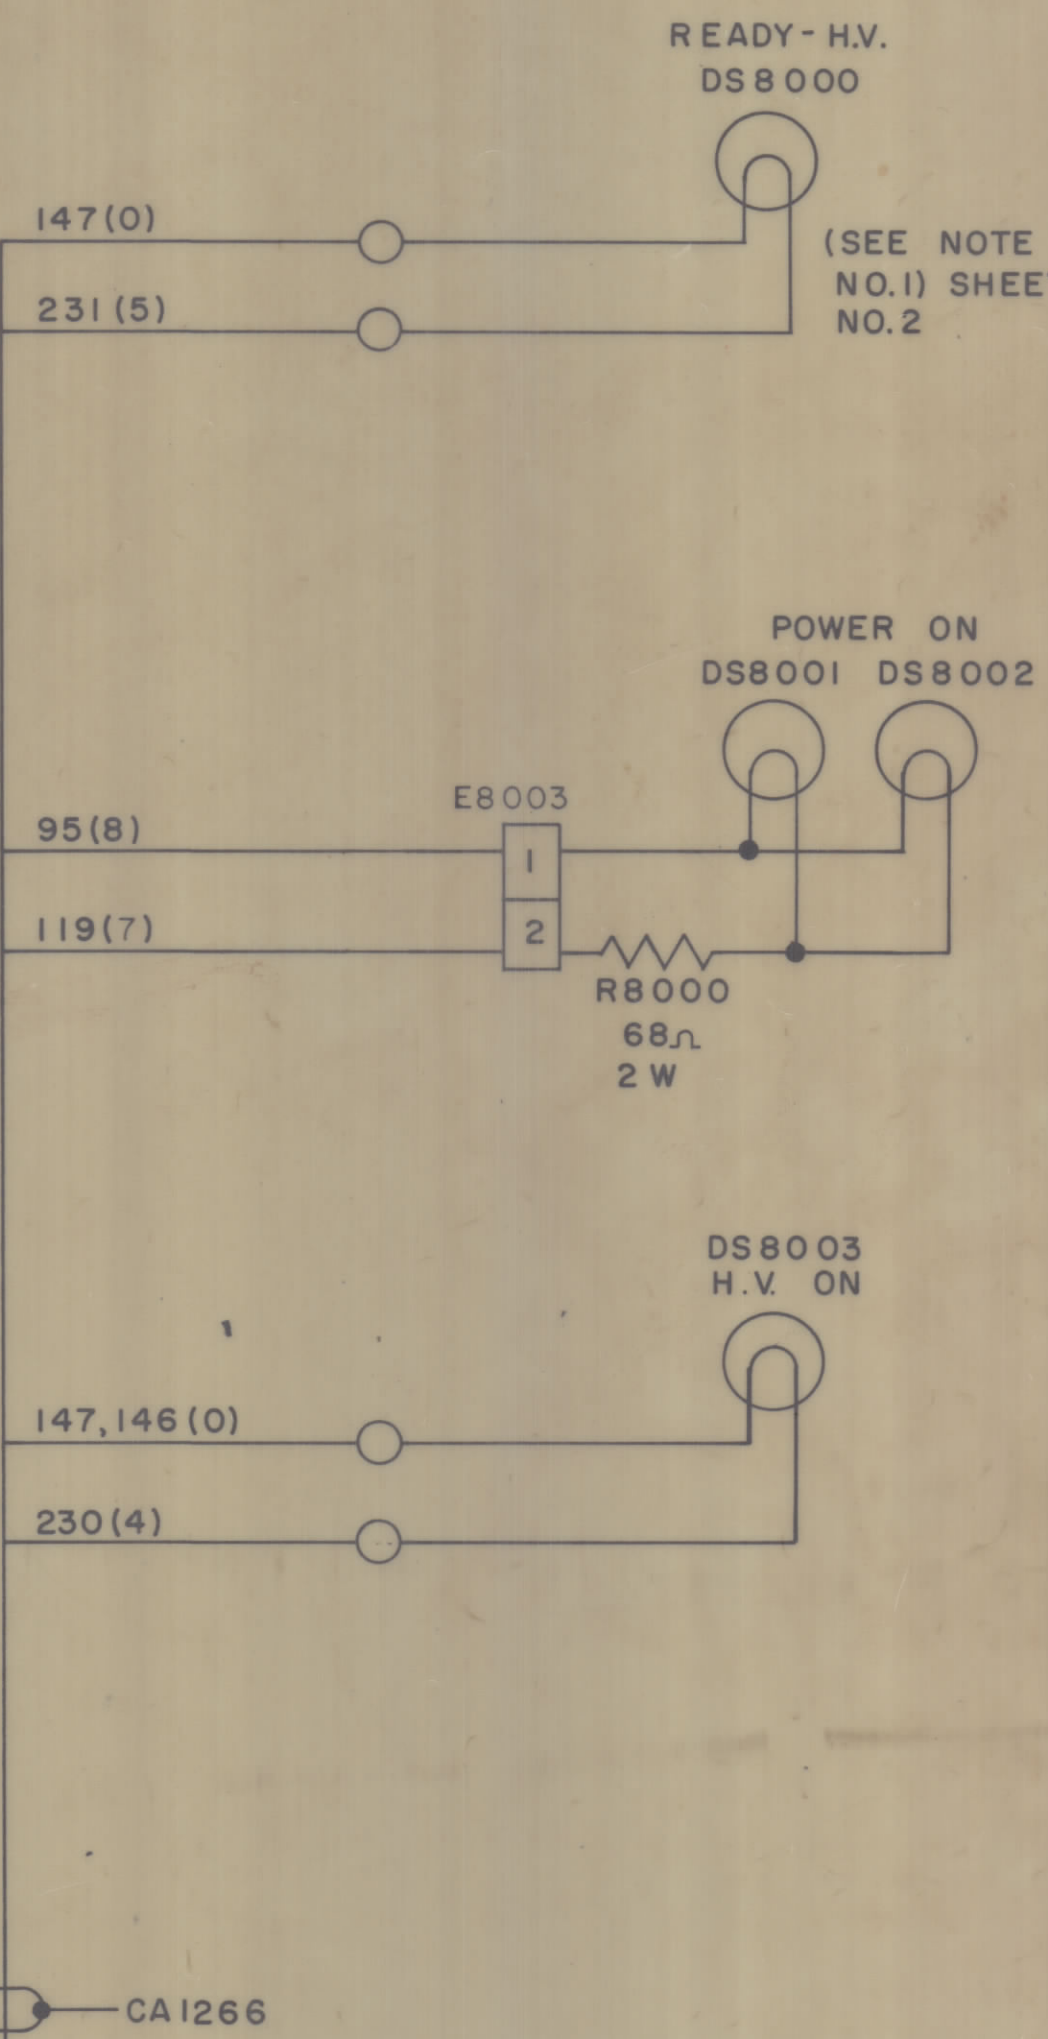 READY-H.V.
DS8000
147(0)
231(5)
(SEE NOTE
NO.1) SHEE
NO.2
POWER ON
DS8001 DS8002
E8003
95(8)
1
119(7)
2
R8000
68Ω
2 W
DS8003
H.V. ON
147,146(0)
230(4)
CA1266